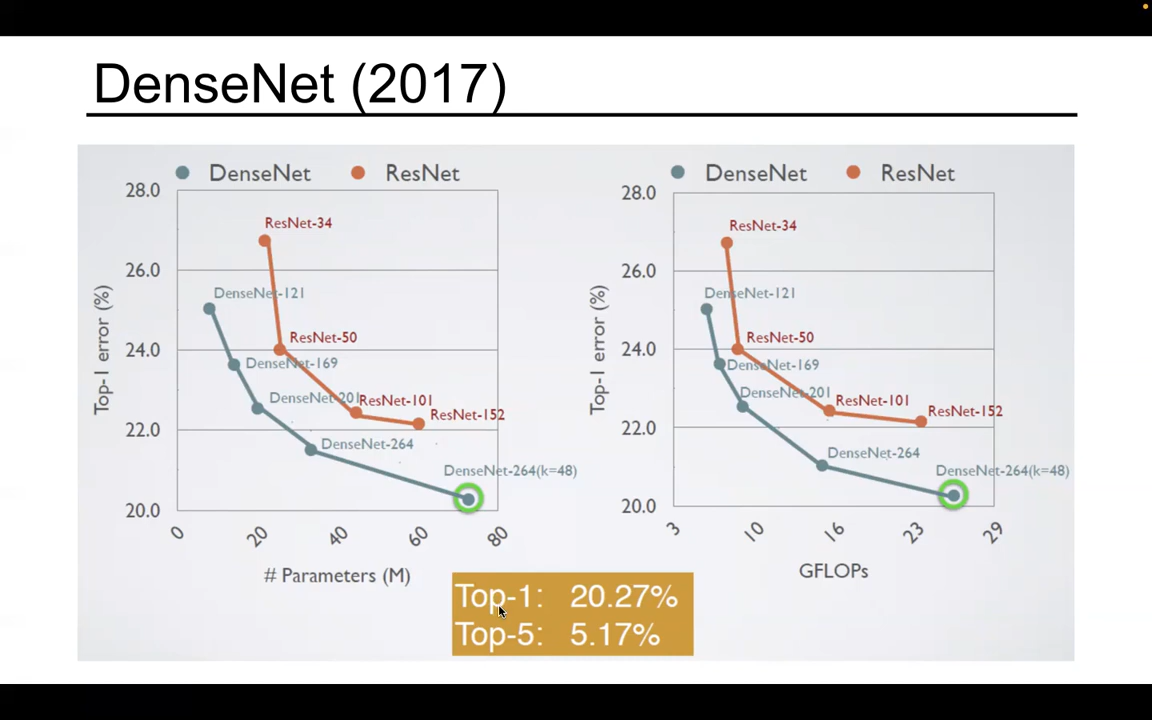 DenseNet (2017)
DenseNet ResNet
28.0
26.0
24.0
22.0
20.0
Top-1 error (%)
ResNet-34
DenseNet-121
ResNet-50
DenseNet-169
DenseNet-201
ResNet-101
ResNet-152
DenseNet-264
DenseNet-264(k=48)
0 20 40 60 80
# Parameters (M)
DenseNet ResNet
28.0
26.0
24.0
22.0
20.0
Top-1 error (%)
ResNet-34
DenseNet-121
ResNet-50
DenseNet-169
DenseNet-201
ResNet-101
ResNet-152
DenseNet-264
DenseNet-264(k=48)
3 10 16 23 29
GFLOPs
Top-1: 20.27%
Top-5: 5.17%